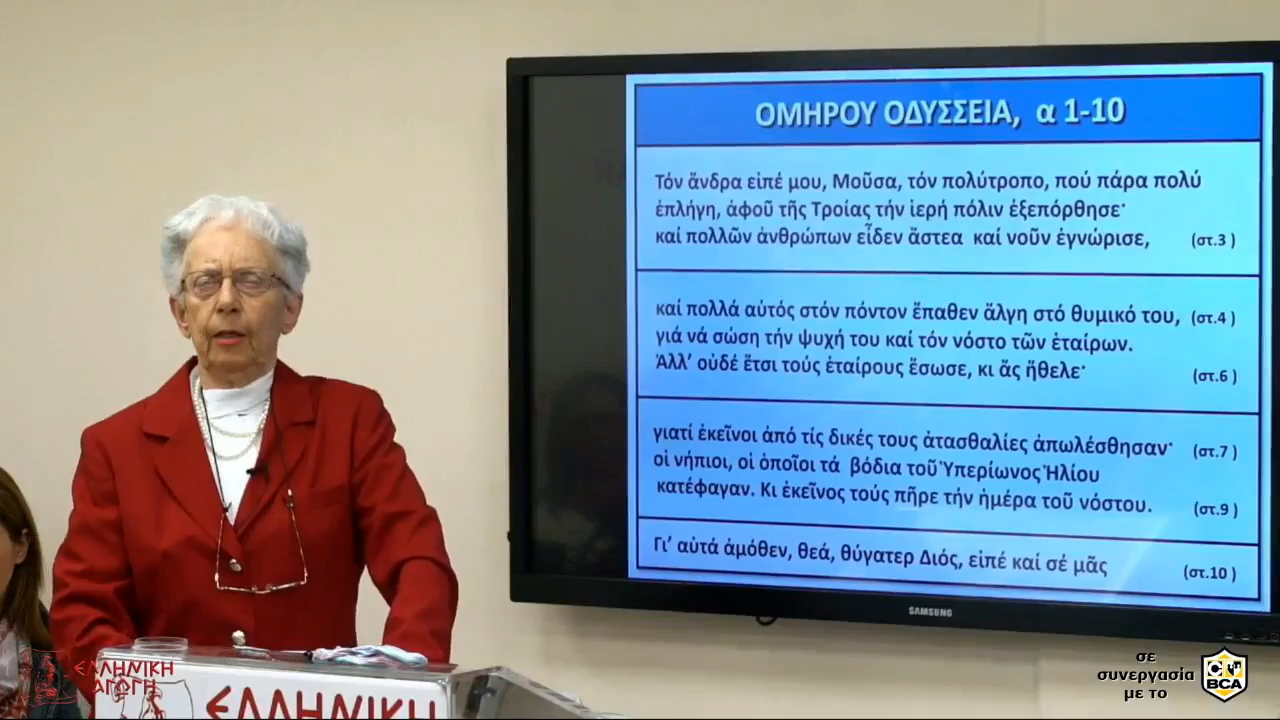 ΟΜΗΡΟΥ ΟΔΥΣΣΕΙΑ, α 1-10
Τόν ἄνδρα εἰπέ μου, Μοῦσα, τόν πολύτροπο, πού πάρα πολύ
ἐπλήγη, ἀφοῦ τῆς Τροίας τήν ἱερή πόλιν ἐξεπόρθησε·
καί πολλῶν ἀνθρώπων εἶδεν ἄστεα καί νοῦν ἐγνώρισε, (στ.3 )
καί πολλά αὐτός στόν πόντον ἔπαθεν ἄλγη στό θυμικό του, (στ.4 )
γιά νά σώση τήν ψυχή του καί τόν νόστο τῶν ἑταίρων.
Ἀλλ’ οὐδέ ἔτσι τούς ἑταίρους ἔσωσε, κι ἄς ἤθελε· (στ.6 )
γιατί ἐκεῖνοι ἀπό τίς δικές τους ἀτασθαλίες ἀπωλέσθησαν· (στ.7 )
οἱ νήπιοι, οἱ ὁποῖοι τά βόδια τοῦ Ὑπερίωνος Ἡλίου
κατέφαγαν. Κι ἐκεῖνος τούς πῆρε τήν ἡμέρα τοῦ νόστου. (στ.9 )
Γι’ αὐτά ἀμόθεν, θεά, θύγατερ Διός, εἰπέ καί σέ μᾶς (στ.10 )
SAMSUNG
ΕΛΛΗΝΙΚΗ
ΑΓΩΓΗ
ΕΛΛΗΝΙΚΗ
σε
συνεργασία
με το
BCA